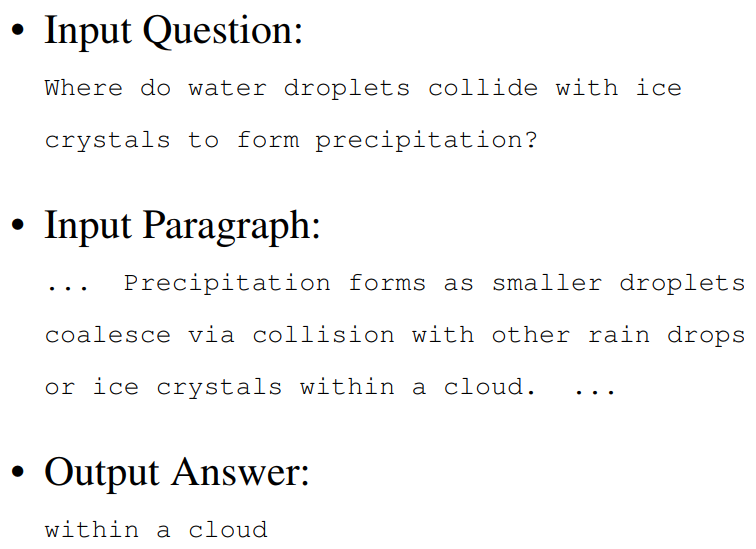 • Input Question:
Where do water droplets collide with ice
crystals to form precipitation?
• Input Paragraph:
... Precipitation forms as smaller droplets
coalesce via collision with other rain drops
or ice crystals within a cloud. ...
• Output Answer:
within a cloud